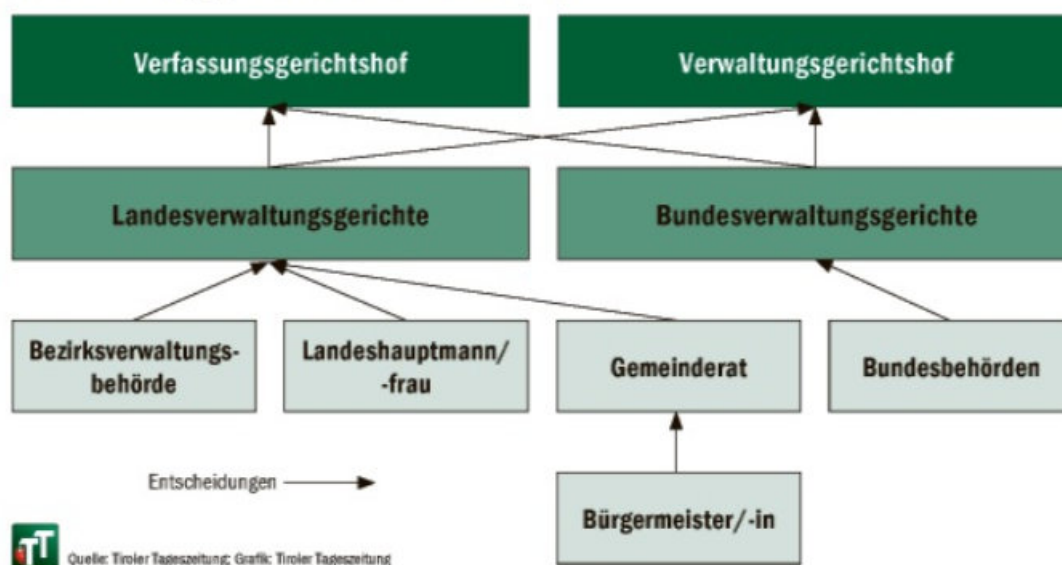 Verfassungsgerichtshof
Verwaltungsgerichtshof
Landesverwaltungsgerichte
Bundesverwaltungsgerichte
Bezirksverwaltungs-
behörde
Landeshauptmann/
-frau
Gemeinderat
Bundesbehörden
Entscheidungen
Bürgermeister/-in
TT
Quelle: Tiroler Tageszeitung; Grafik: Tiroler Tageszeitung